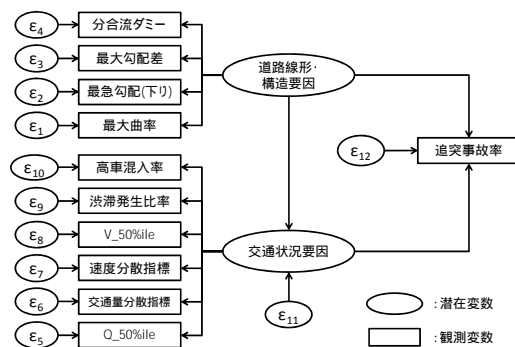 ε4
分合流ダミー
ε3
最大勾配差
ε2
最急勾配(下り)
ε1
最大曲率
道路線形・
構造要因
ε10
高車混入率
ε9
渋滞発生比率
ε8
V_50%ile
ε7
速度分散指標
ε6
交通量分散指標
ε5
Q_50%ile
交通状況要因
ε11
ε12
追突事故率
:潜在変数
:観測変数